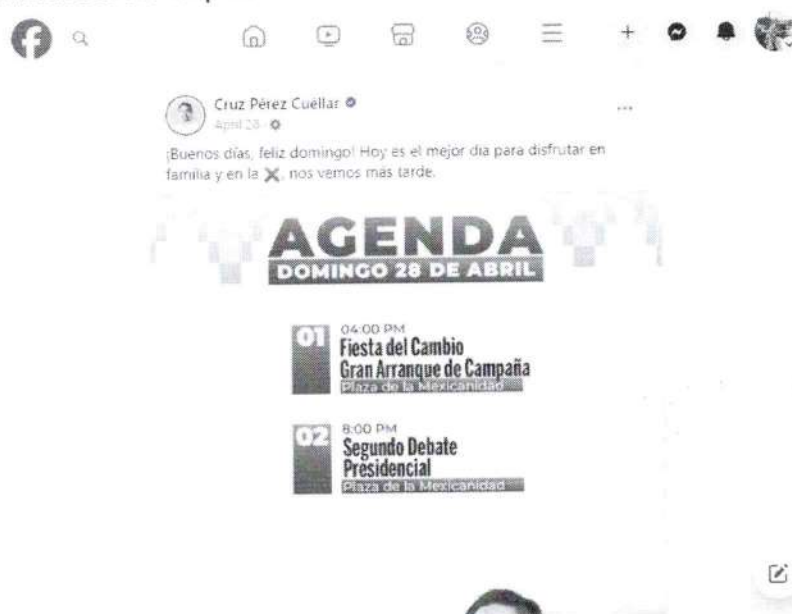 Cruz Pérez Cuéllar
April 28
¡Buenos días, feliz domingo! Hoy es el mejor día para disfrutar en
familia y en la ❌, nos vemos más tarde.
AGENDA
DOMINGO 28 DE ABRIL
01
04:00 PM
Fiesta del Cambio
Gran Arranque de Campaña
Plaza de la Mexicanidad
02
8:00 PM
Segundo Debate
Presidencial
Plaza de la Mexicanidad